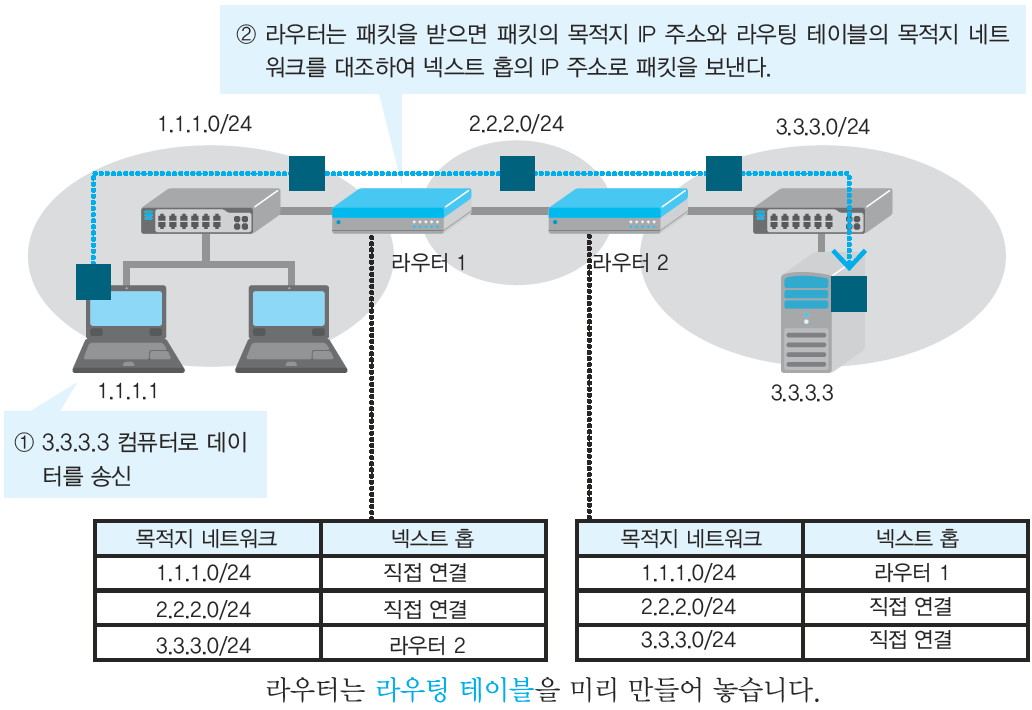 ② 라우터는 패킷을 받으면 패킷의 목적지 IP 주소와 라우팅 테이블의 목적지 네트
워크를 대조하여 넥스트 홉의 IP 주소로 패킷을 보낸다.
1.1.1.0/24
2.2.2.0/24
3.3.3.0/24
라우터 1
라우터 2
1.1.1.1
3.3.3.3
① 3.3.3.3 컴퓨터로 데이
터를 송신
목적지 네트워크 넥스트 홉
1.1.1.0/24 직접 연결
2.2.2.0/24 직접 연결
3.3.3.0/24 라우터 2
목적지 네트워크 넥스트 홉
1.1.1.0/24 라우터 1
2.2.2.0/24 직접 연결
3.3.3.0/24 직접 연결
라우터는 라우팅 테이블을 미리 만들어 놓습니다.